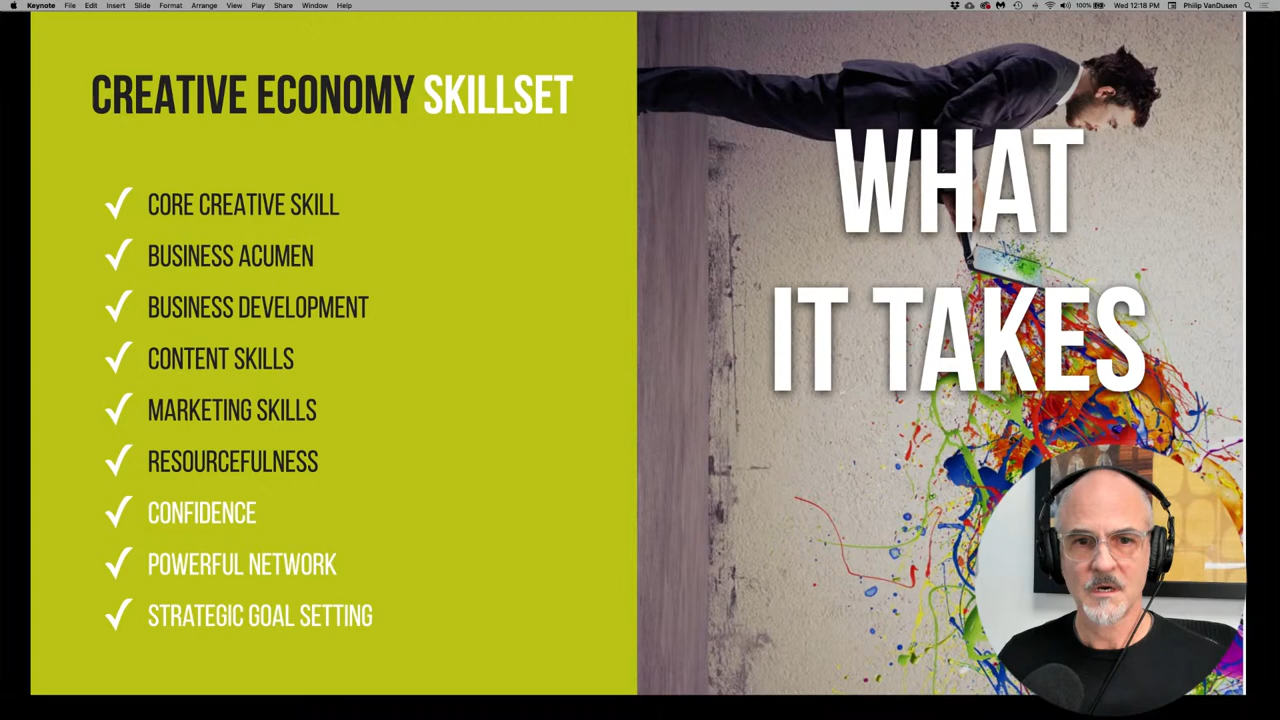 Keynote File Edit Insert Slide Format Arrange View Play Share Window Help 100% Wed 12:18 PM Philip VanDusen
CREATIVE ECONOMY SKILLSET
CORE CREATIVE SKILL
BUSINESS ACUMEN
BUSINESS DEVELOPMENT
CONTENT SKILLS
MARKETING SKILLS
RESOURCEFULNESS
CONFIDENCE
POWERFUL NETWORK
STRATEGIC GOAL SETTING
WHAT
IT TAKES